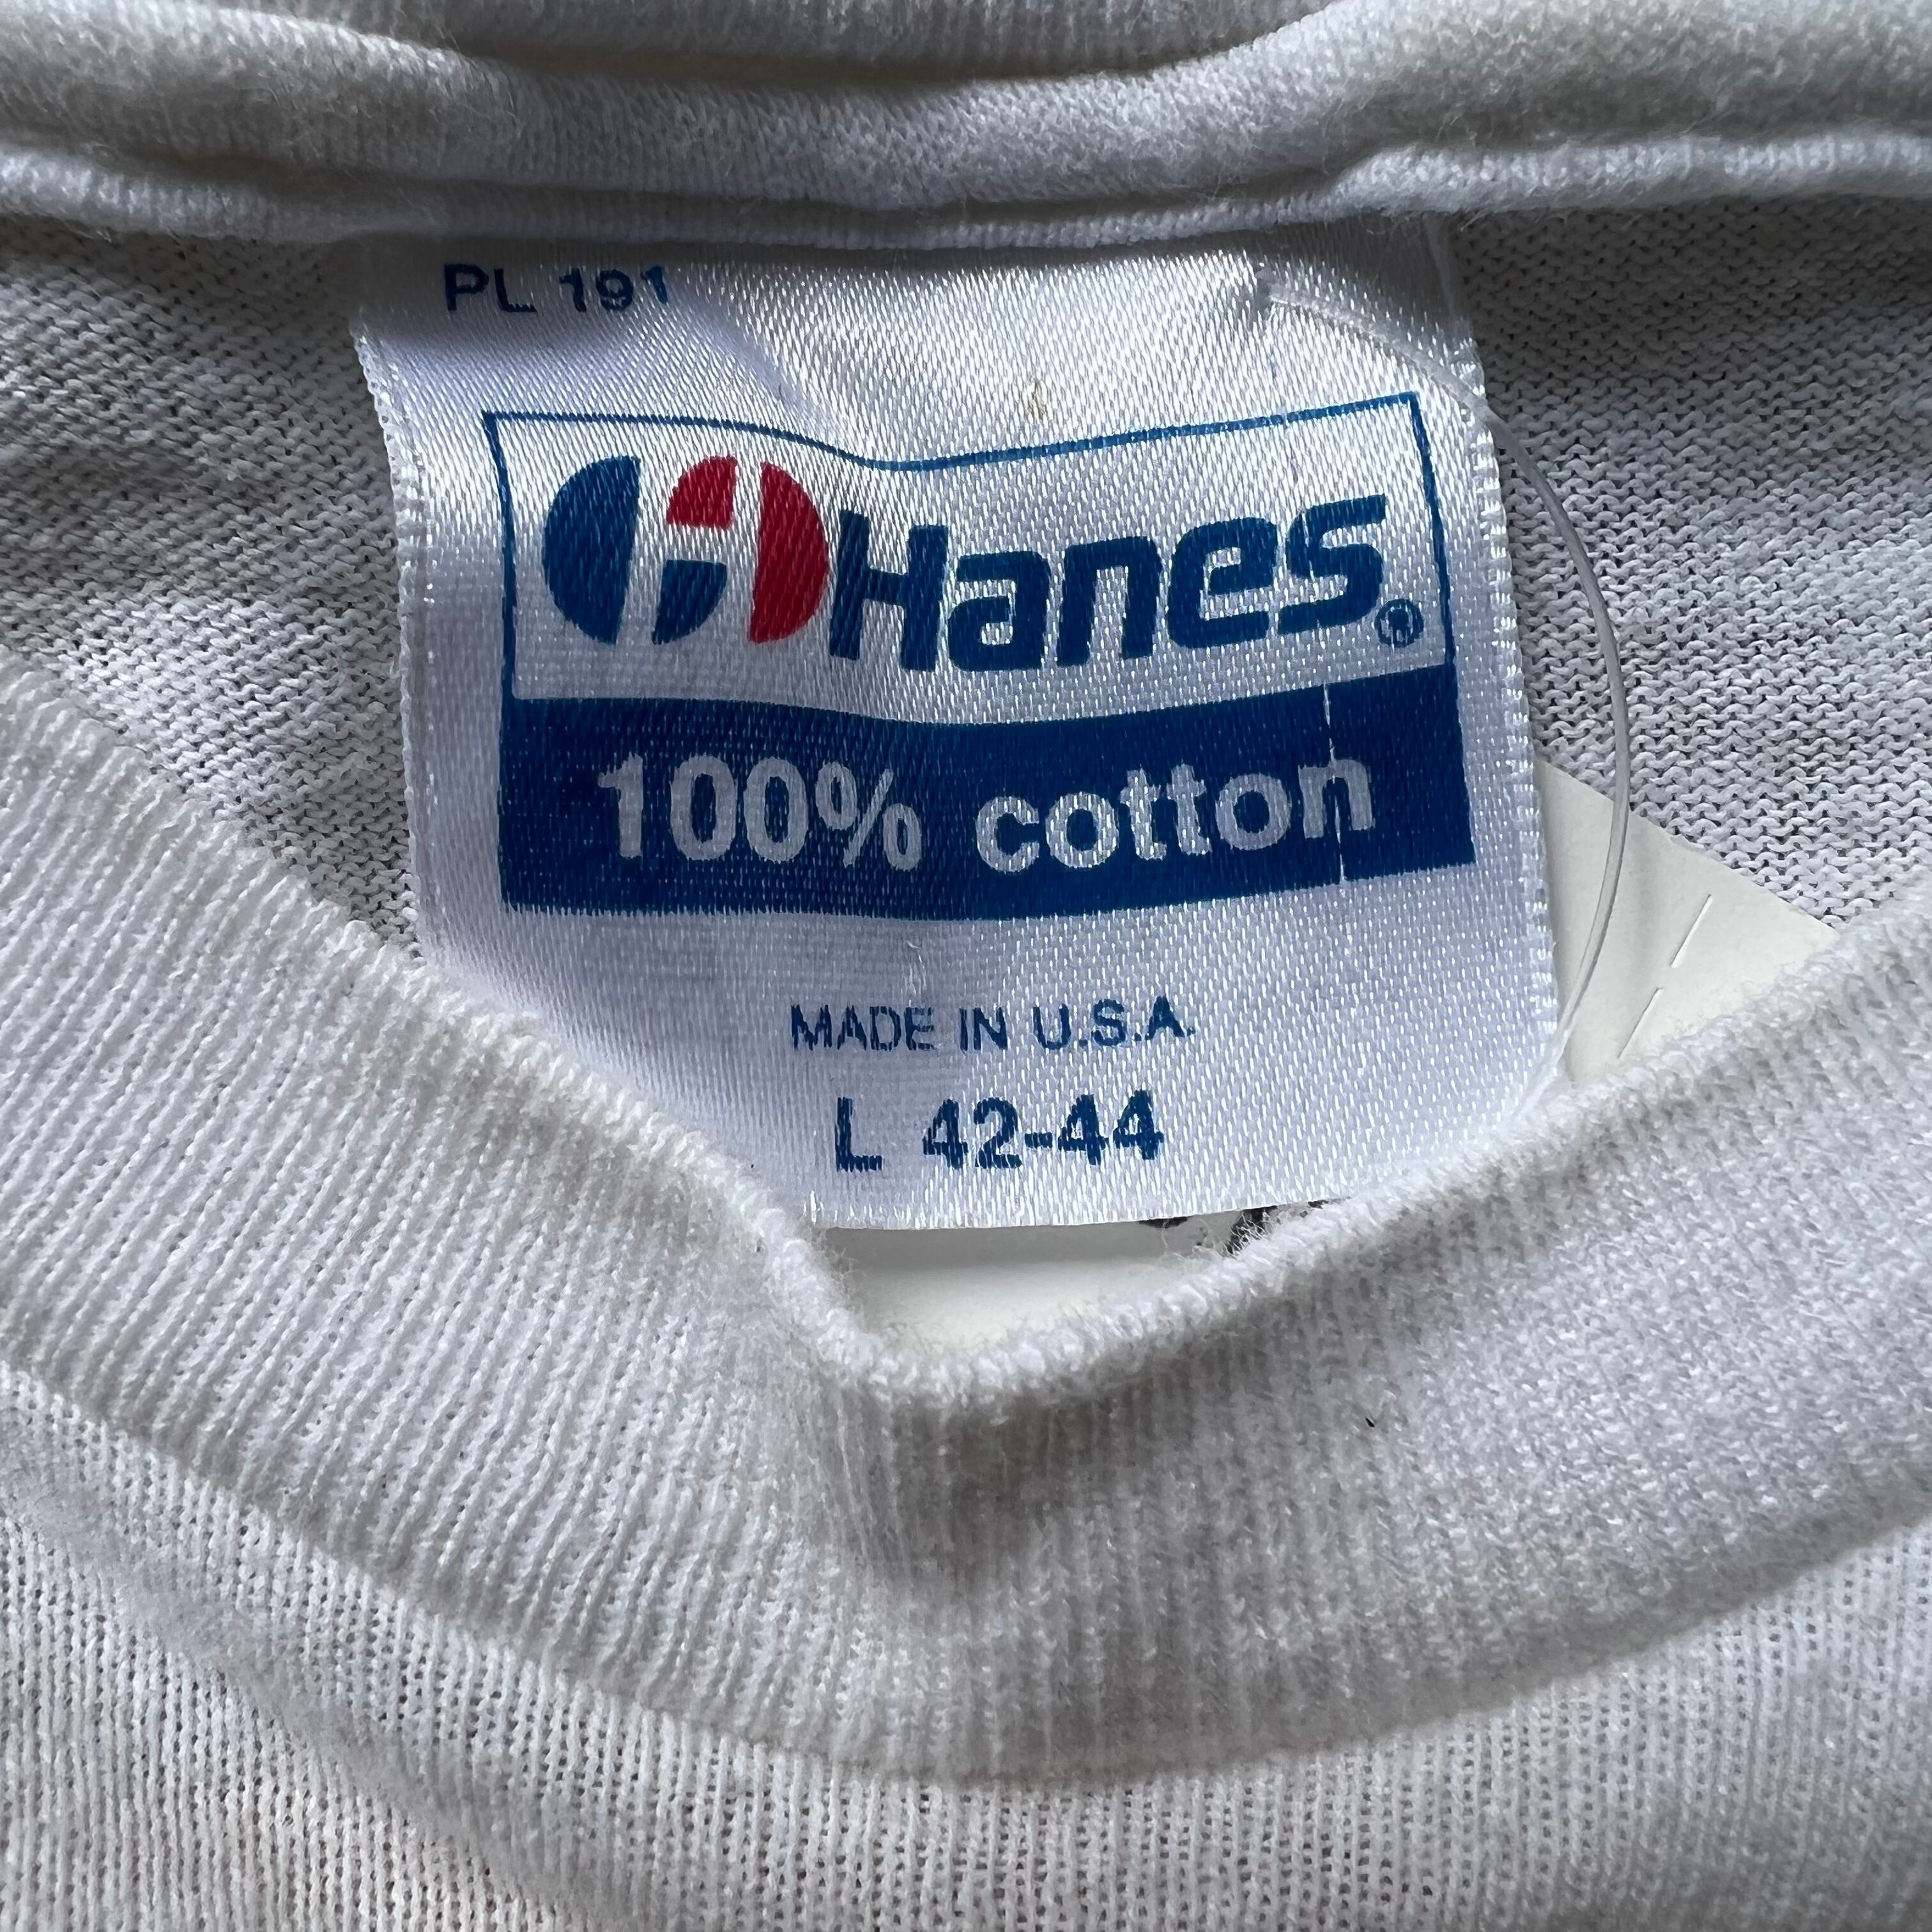 PL 191
Hanes®
100% cotton
MADE IN U.S.A.
L 42-44